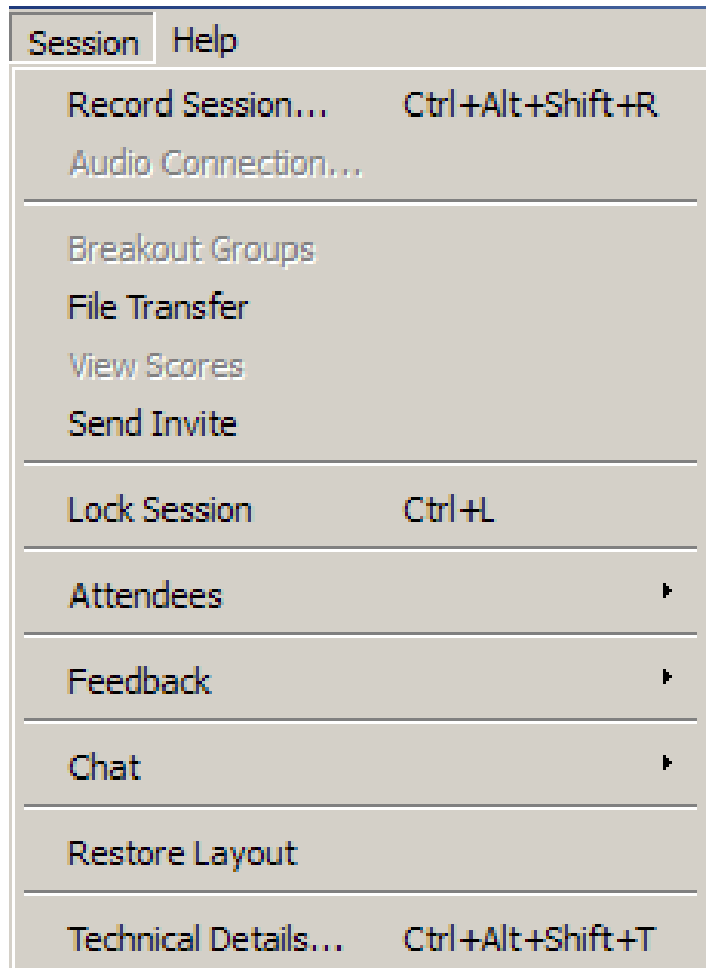 Session Help
Record Session... Ctrl+Alt+Shift+R
Audio Connection...
Breakout Groups
File Transfer
View Scores
Send Invite
Lock Session Ctrl+L
Attendees
Feedback
Chat
Restore Layout
Technical Details... Ctrl+Alt+Shift+T